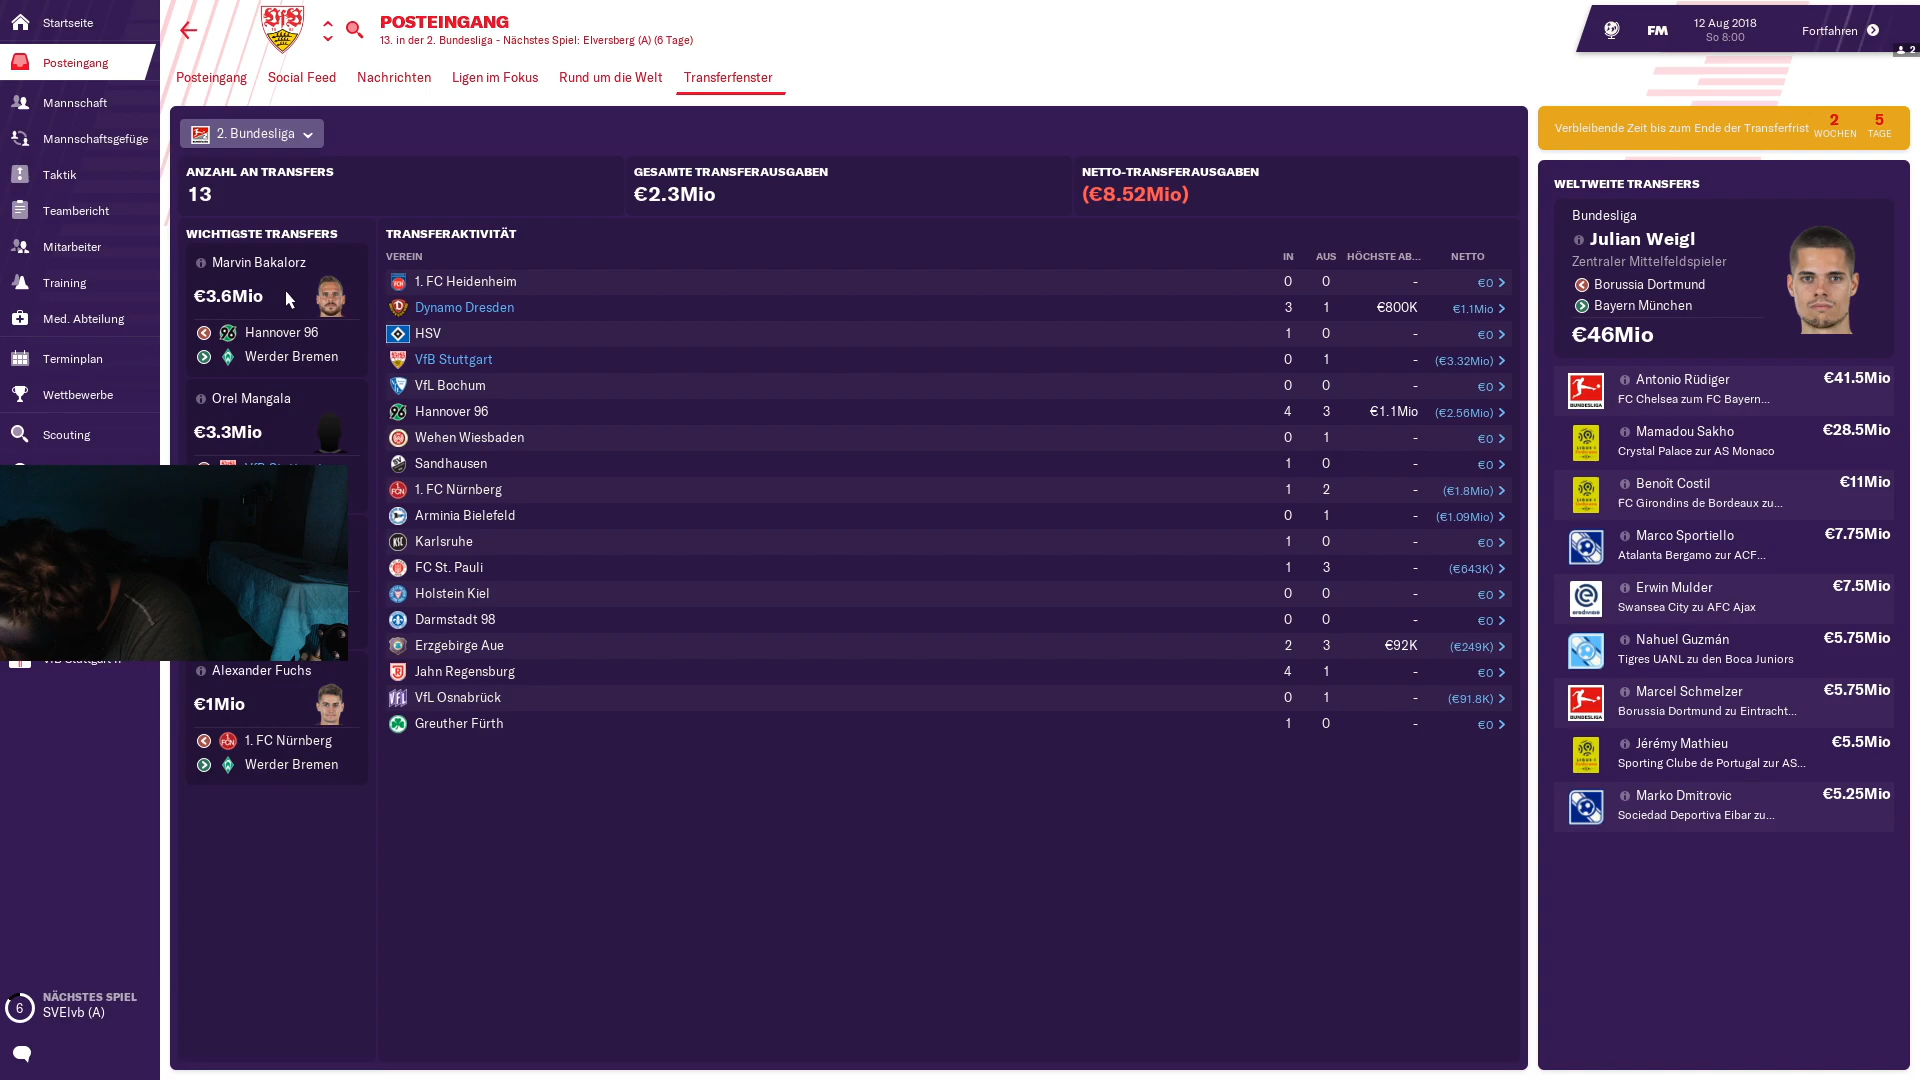 Startseite
Posteingang
Mannschaft
Mannschaftsgefüge
Taktik
Teambericht
Mitarbeiter
Training
Med. Abteilung
Terminplan
Wettbewerbe
Scouting
NÄCHSTES SPIEL
6
SVElvb (A)
POSTEINGANG
13. in der 2. Bundesliga - Nächstes Spiel: Elversberg (A) (6 Tage)
FM
12 Aug 2018
So 8:00
Fortfahren
2
Posteingang Social Feed Nachrichten Ligen im Fokus Rund um die Welt Transferfenster
2. Bundesliga
ANZAHL AN TRANSFERS
13
GESAMTE TRANSFERAUSGABEN
€2.3Mio
NETTO-TRANSFERAUSGABEN
(€8.52Mio)
WICHTIGSTE TRANSFERS
Marvin Bakalorz
€3.6Mio
Hannover 96
Werder Bremen
Orel Mangala
€3.3Mio
Alexander Fuchs
€1Mio
1. FC Nürnberg
Werder Bremen
TRANSFERAKTIVITÄT
VEREIN IN AUS HÖCHSTE AB... NETTO
1. FC Heidenheim 0 0 - €0
Dynamo Dresden 3 1 €800K €1.1Mio
HSV 1 0 - €0
VfB Stuttgart 0 1 - (€3.32Mio)
VfL Bochum 0 0 - €0
Hannover 96 4 3 €1.1Mio (€2.56Mio)
Wehen Wiesbaden 0 1 - €0
Sandhausen 1 0 - €0
1. FC Nürnberg 1 2 - (€1.8Mio)
Arminia Bielefeld 0 1 - (€1.09Mio)
Karlsruhe 1 0 - €0
FC St. Pauli 1 3 - (€643K)
Holstein Kiel 0 0 - €0
Darmstadt 98 0 0 - €0
Erzgebirge Aue 2 3 €92K (€249K)
Jahn Regensburg 4 1 - €0
VfL Osnabrück 0 1 - (€91.8K)
Greuther Fürth 1 0 - €0
Verbleibende Zeit bis zum Ende der Transferfrist 2 WOCHEN 5 TAGE
WELTWEITE TRANSFERS
Bundesliga
Julian Weigl
Zentraler Mittelfeldspieler
Borussia Dortmund
Bayern München
€46Mio
Antonio Rüdiger €41.5Mio
FC Chelsea zum FC Bayern...
Mamadou Sakho €28.5Mio
Crystal Palace zur AS Monaco
Benoît Costil €11Mio
FC Girondins de Bordeaux zu...
Marco Sportiello €7.75Mio
Atalanta Bergamo zur ACF...
Erwin Mulder €7.5Mio
Swansea City zu AFC Ajax
Nahuel Guzmán €5.75Mio
Tigres UANL zu den Boca Juniors
Marcel Schmelzer €5.75Mio
Borussia Dortmund zu Eintracht...
Jérémy Mathieu €5.5Mio
Sporting Clube de Portugal zur AS...
Marko Dmitrovic €5.25Mio
Sociedad Deportiva Eibar zu...